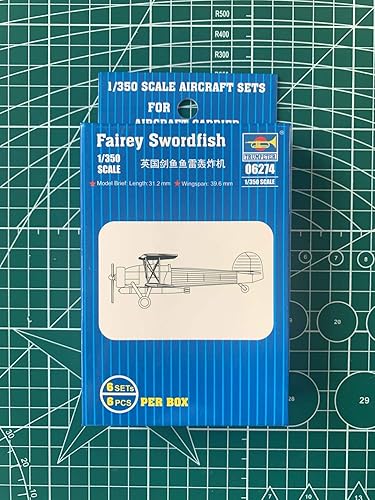 R500
R400
R300
1/350 SCALE AIRCRAFT SETS
FOR
AIRCRAFT CARRIER
Fairey Swordfish
1/350
SCALE
英国剑鱼鱼雷轰炸机
TRUMPETER
®
06274
1/350 SCALE
★ Model Brief: Length:31.2 mm ★ Wingspan: 39.6 mm
6 SETs
6 PCS
PER BOX